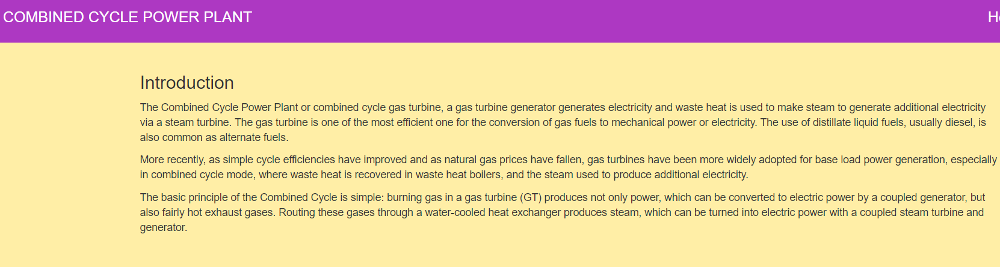 COMBINED CYCLE POWER PLANT
Introduction
The Combined Cycle Power Plant or combined cycle gas turbine, a gas turbine generator generates electricity and waste heat is used to make steam to generate additional electricity
via a steam turbine. The gas turbine is one of the most efficient one for the conversion of gas fuels to mechanical power or electricity. The use of distillate liquid fuels, usually diesel, is
also common as alternate fuels.
More recently, as simple cycle efficiencies have improved and as natural gas prices have fallen, gas turbines have been more widely adopted for base load power generation, especially
in combined cycle mode, where waste heat is recovered in waste heat boilers, and the steam used to produce additional electricity.
The basic principle of the Combined Cycle is simple: burning gas in a gas turbine (GT) produces not only power, which can be converted to electric power by a coupled generator, but
also fairly hot exhaust gases. Routing these gases through a water-cooled heat exchanger produces steam, which can be turned into electric power with a coupled steam turbine and
generator.